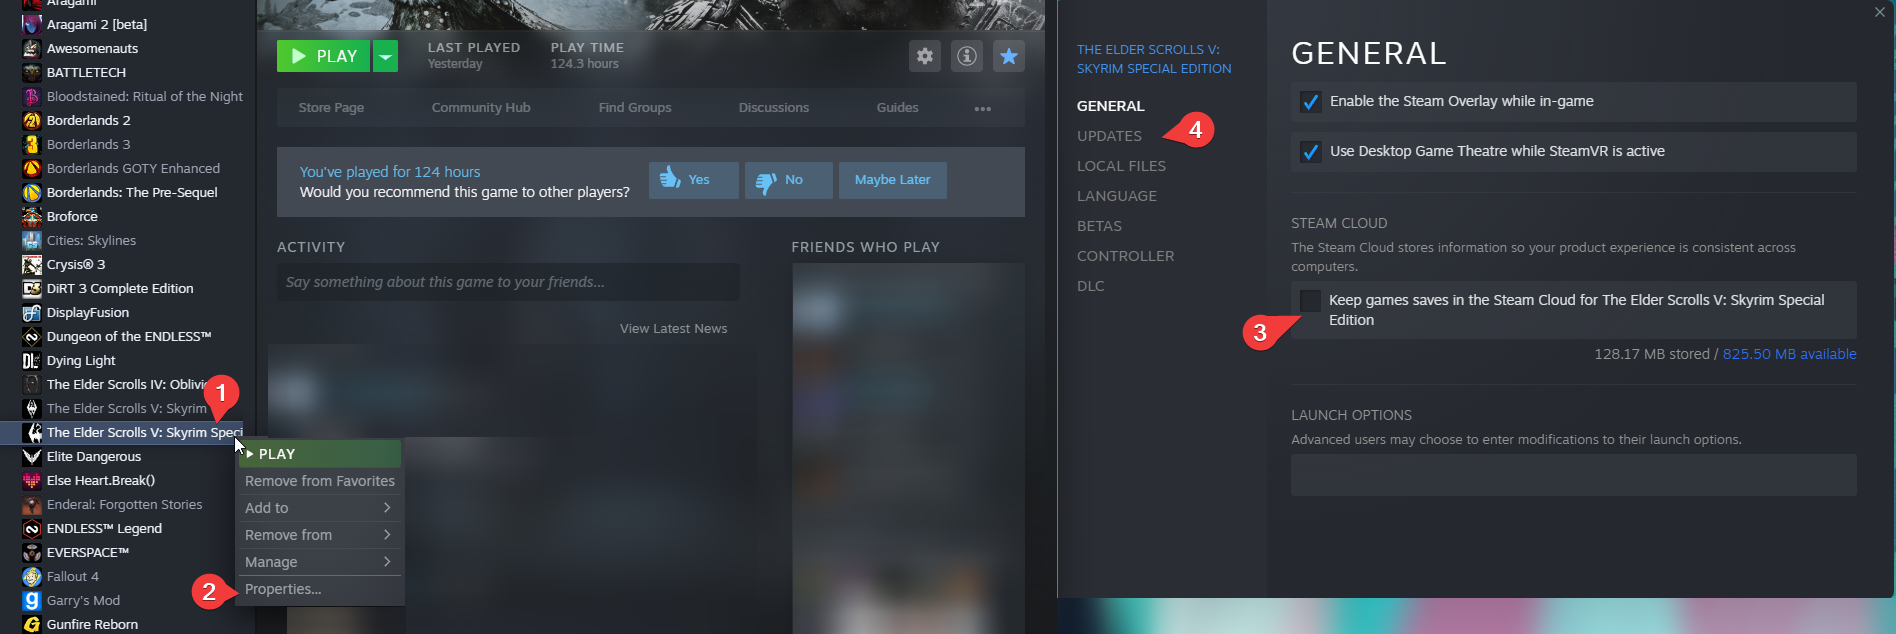 Aragami
Aragami 2 [beta]
Awesomenauts
BATTLETECH
Bloodstained: Ritual of the Night
Borderlands 2
Borderlands 3
Borderlands GOTY Enhanced
Borderlands: The Pre-Sequel
Broforce
Cities: Skylines
Crysis® 3
DiRT 3 Complete Edition
DisplayFusion
Dungeon of the ENDLESS™
Dying Light
The Elder Scrolls IV: Oblivi
The Elder Scrolls V: Skyrim
The Elder Scrolls V: Skyrim Speci
Elite Dangerous
Else Heart.Break()
Enderal: Forgotten Stories
ENDLESS™ Legend
EVERSPACE™
Fallout 4
Garry's Mod
Gunfire Reborn
1
2
PLAY
Remove from Favorites
Add to
Remove from
Manage
Properties...
PLAY
LAST PLAYED
Yesterday
PLAY TIME
124.3 hours
Store Page
Community Hub
Find Groups
Discussions
Guides
You've played for 124 hours
Would you recommend this game to other players?
Yes
No
Maybe Later
ACTIVITY
Say something about this game to your friends...
View Latest News
FRIENDS WHO PLAY
THE ELDER SCROLLS V:
SKYRIM SPECIAL EDITION
GENERAL
UPDATES
LOCAL FILES
LANGUAGE
BETAS
CONTROLLER
DLC
4
GENERAL
Enable the Steam Overlay while in-game
Use Desktop Game Theatre while SteamVR is active
STEAM CLOUD
The Steam Cloud stores information so your product experience is consistent across
computers.
Keep games saves in the Steam Cloud for The Elder Scrolls V: Skyrim Special
Edition
3
128.17 MB stored / 825.50 MB available
LAUNCH OPTIONS
Advanced users may choose to enter modifications to their launch options.